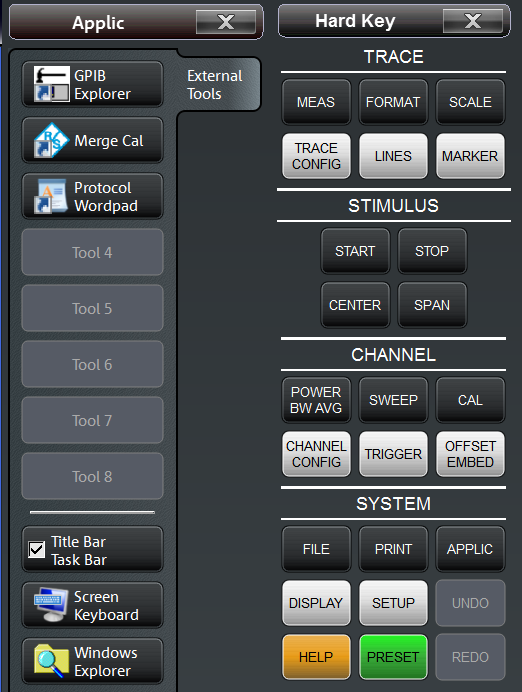 Applic
X
GPIB
Explorer
External
Tools
Merge Cal
Protocol
Wordpad
Tool 4
Tool 5
Tool 6
Tool 7
Tool 8
Title Bar
Task Bar
Screen
Keyboard
Windows
Explorer
Hard Key
X
TRACE
MEAS FORMAT SCALE
TRACE
CONFIG
LINES
MARKER
STIMULUS
START STOP
CENTER SPAN
CHANNEL
POWER
BW AVG
SWEEP
CAL
CHANNEL
CONFIG
TRIGGER
OFFSET
EMBED
SYSTEM
FILE PRINT APPLIC
DISPLAY SETUP UNDO
HELP PRESET REDO